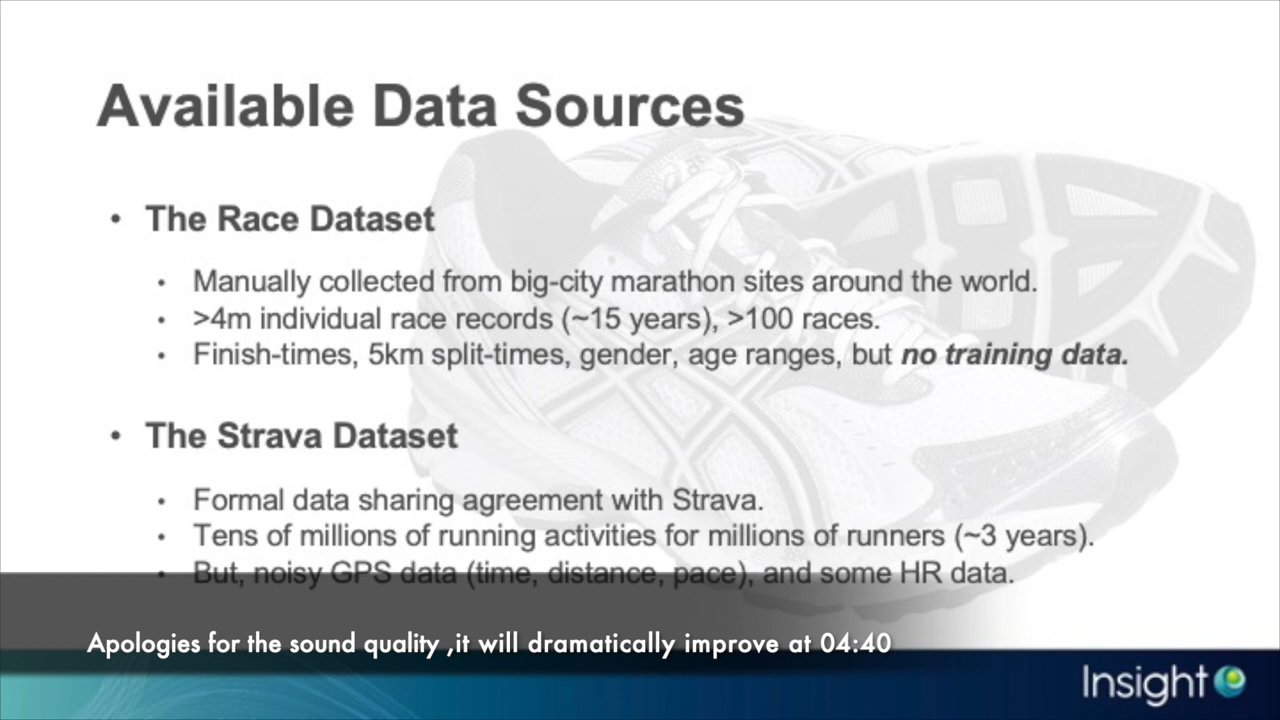 Available Data Sources
• The Race Dataset
• Manually collected from big-city marathon sites around the world.
• >4m individual race records (~15 years), >100 races.
• Finish-times, 5km split-times, gender, age ranges, but no training data.
• The Strava Dataset
• Formal data sharing agreement with Strava.
• Tens of millions of running activities for millions of runners (~3 years).
• But, noisy GPS data (time, distance, pace), and some HR data.
Apologies for the sound quality ,it will dramatically improve at 04:40
Insight